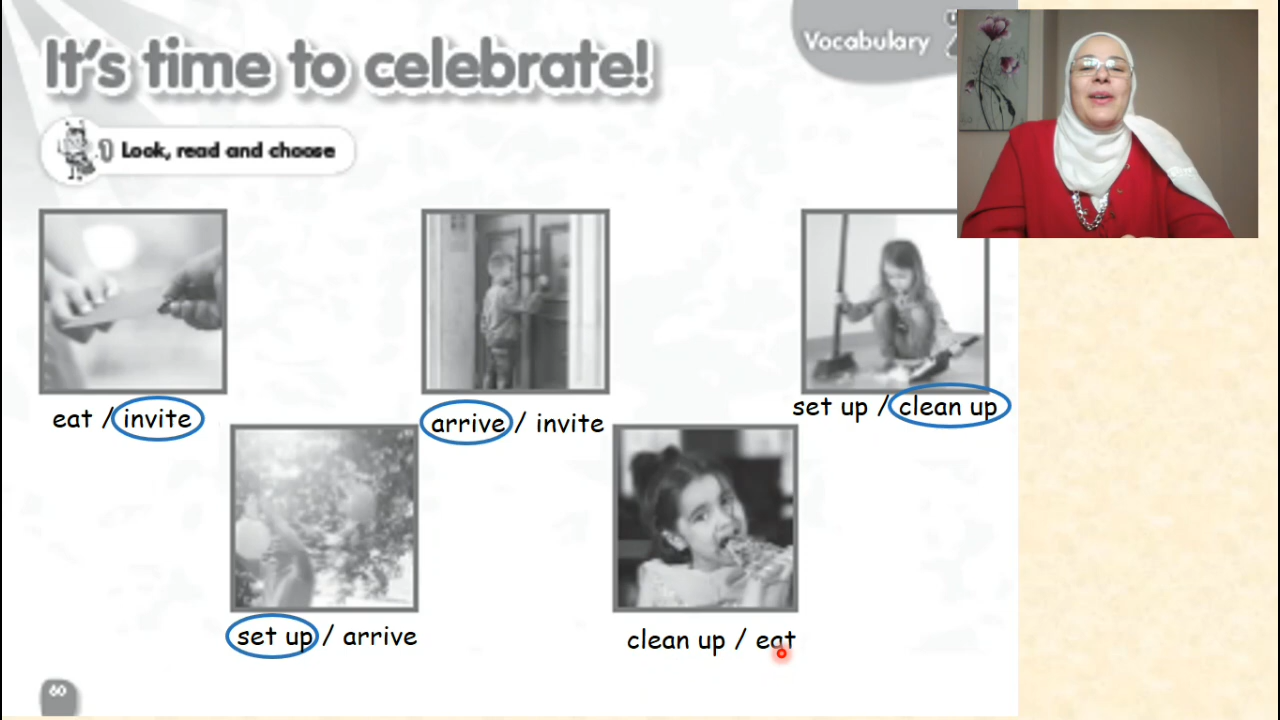 It's time to celebrate!
Vocabulary
1 Look, read and choose
eat / invite
arrive / invite
set up / clean up
set up / arrive
clean up / eat
60